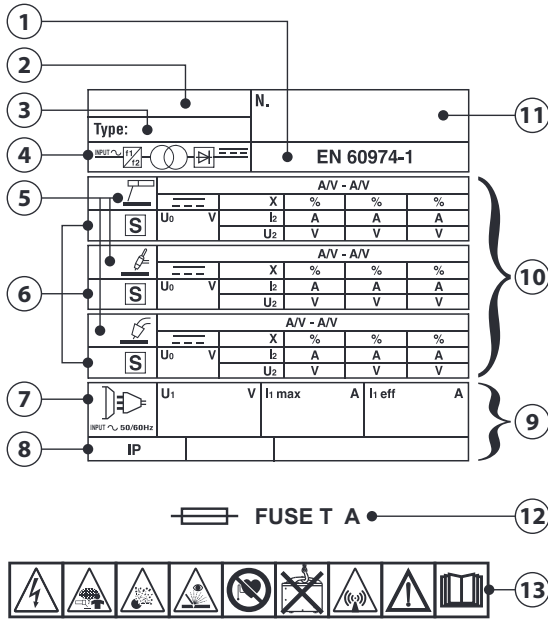 1
2
N.
3
Type:
11
4
INPUT f1 f2
EN 60974-1
5
A/V - A/V
X % % %
S U0 V I2 A A A
U2 V V V
A/V - A/V
X % % %
6
S U0 V I2 A A A
U2 V V V
10
A/V - A/V
X % % %
S U0 V I2 A A A
U2 V V V
7
U1 V I1 max A I1 eff A
INPUT 50/60Hz
9
8
IP
FUSE T A
12
13